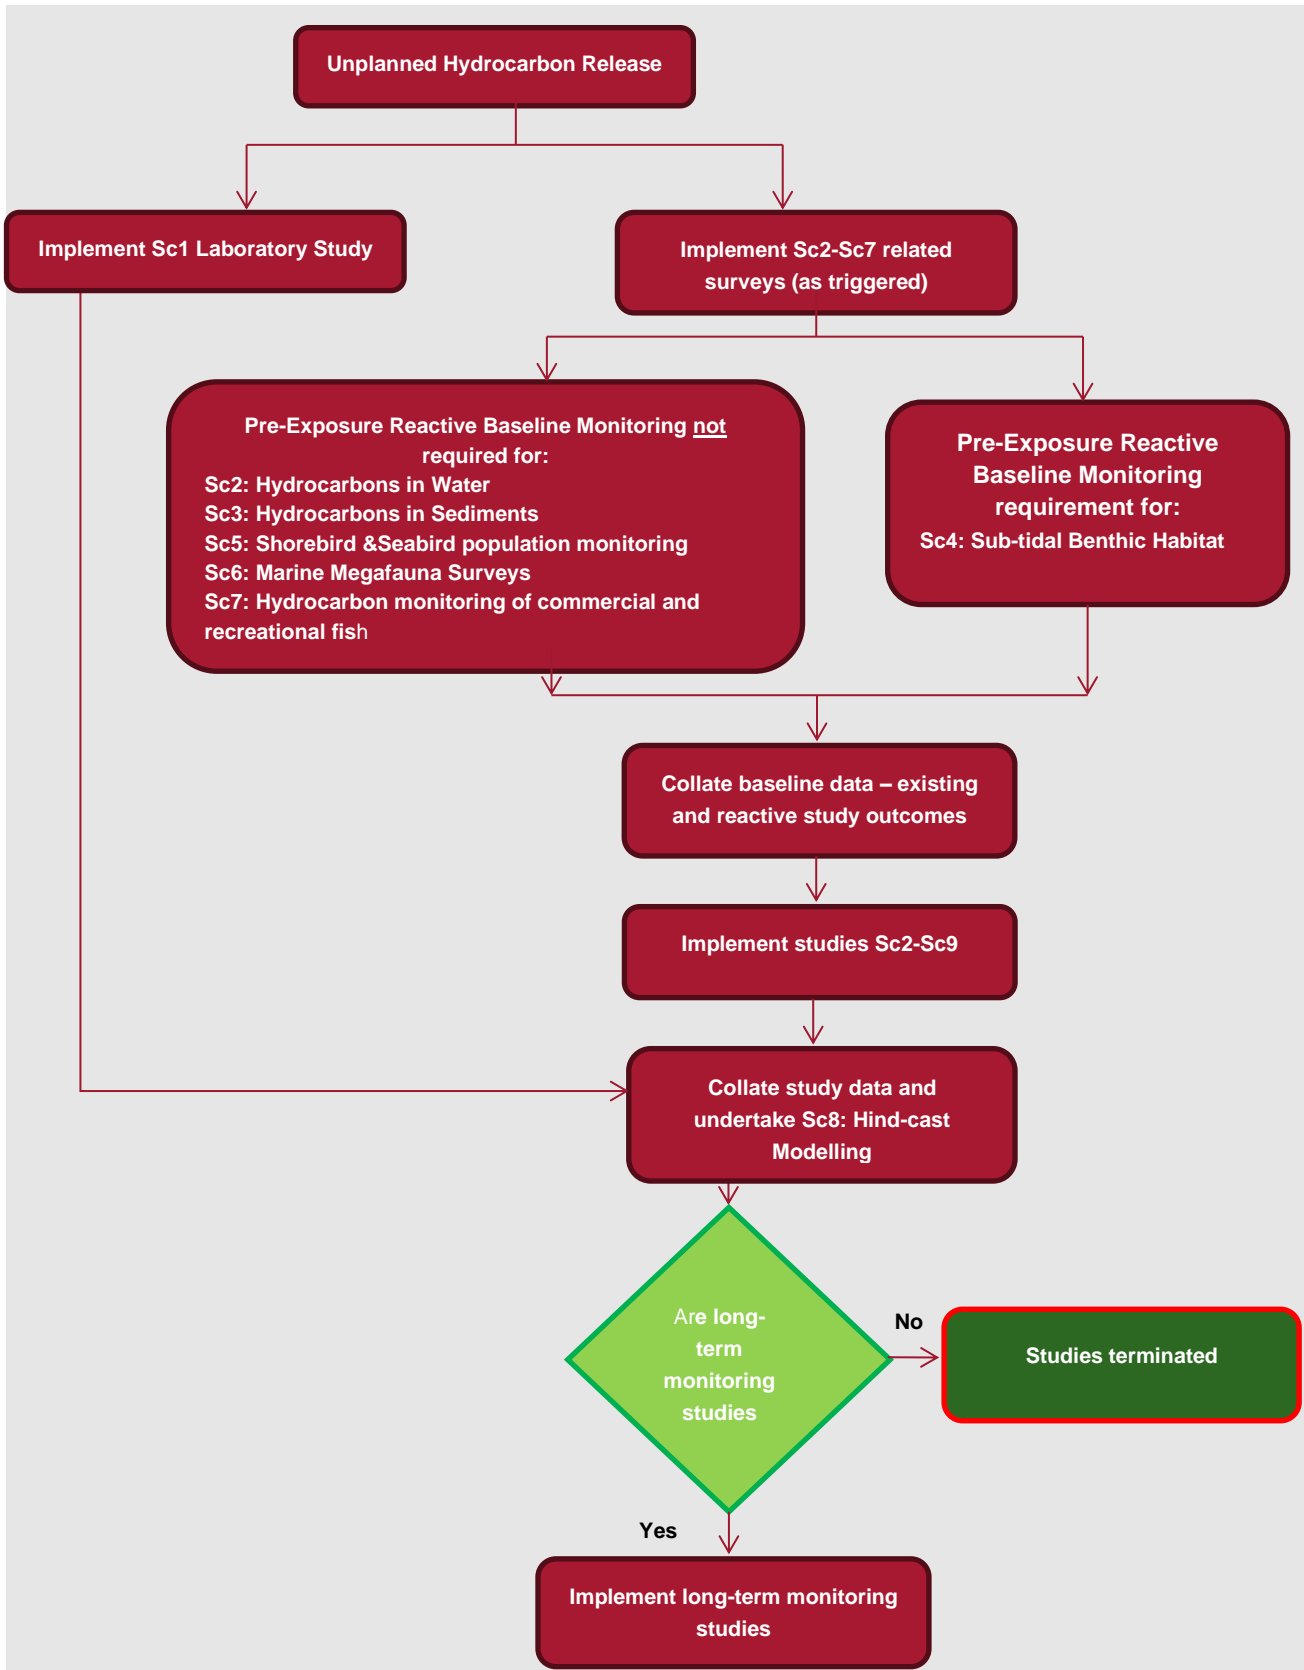 Unplanned Hydrocarbon Release
Implement Sc1 Laboratory Study
Implement Sc2-Sc7 related
surveys (as triggered)
Pre-Exposure Reactive Baseline Monitoring not
required for:
Sc2: Hydrocarbons in Water
Sc3: Hydrocarbons in Sediments
Sc5: Shorebird &Seabird population monitoring
Sc6: Marine Megafauna Surveys
Sc7: Hydrocarbon monitoring of commercial and
recreational fish
Pre-Exposure Reactive
Baseline Monitoring
requirement for:
Sc4: Sub-tidal Benthic Habitat
Collate baseline data – existing
and reactive study outcomes
Implement studies Sc2-Sc9
Collate study data and
undertake Sc8: Hind-cast
Modelling
Are long-
term
monitoring
studies
No
Studies terminated
Yes
Implement long-term monitoring
studies